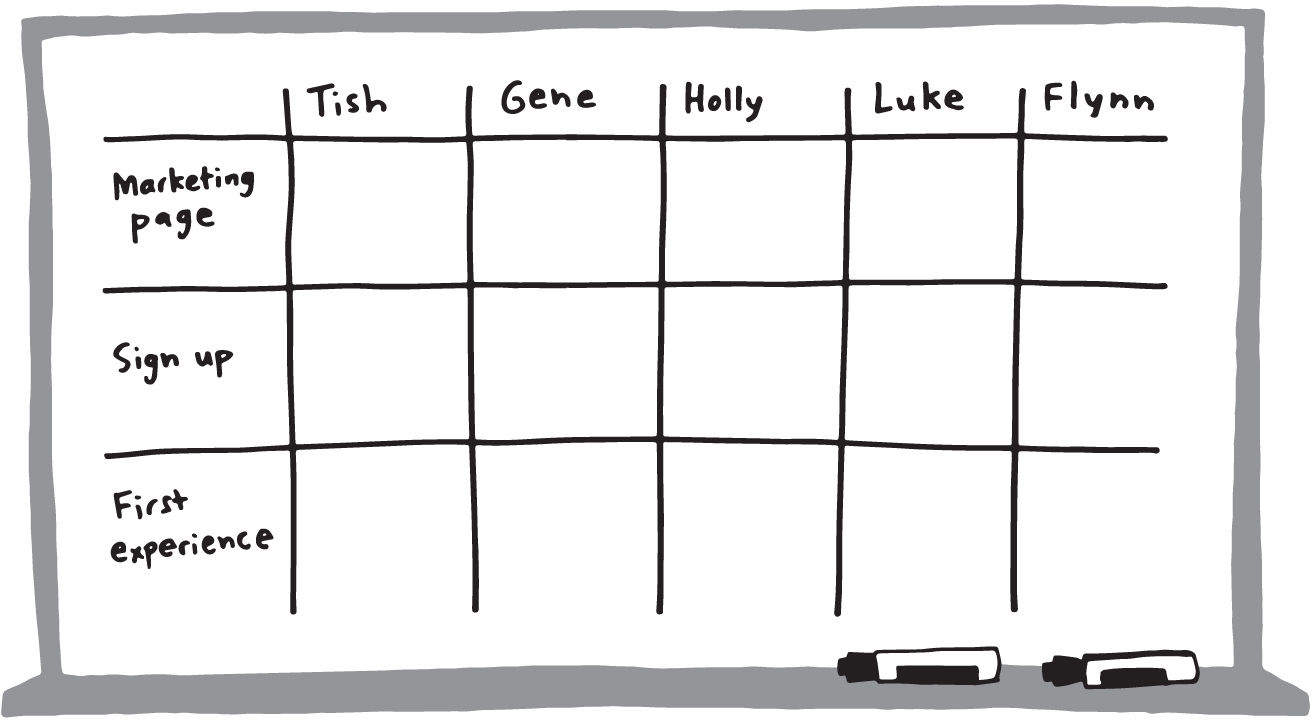 Tish Gene Holly Luke Flynn
Marketing
page
Sign up
First
experience